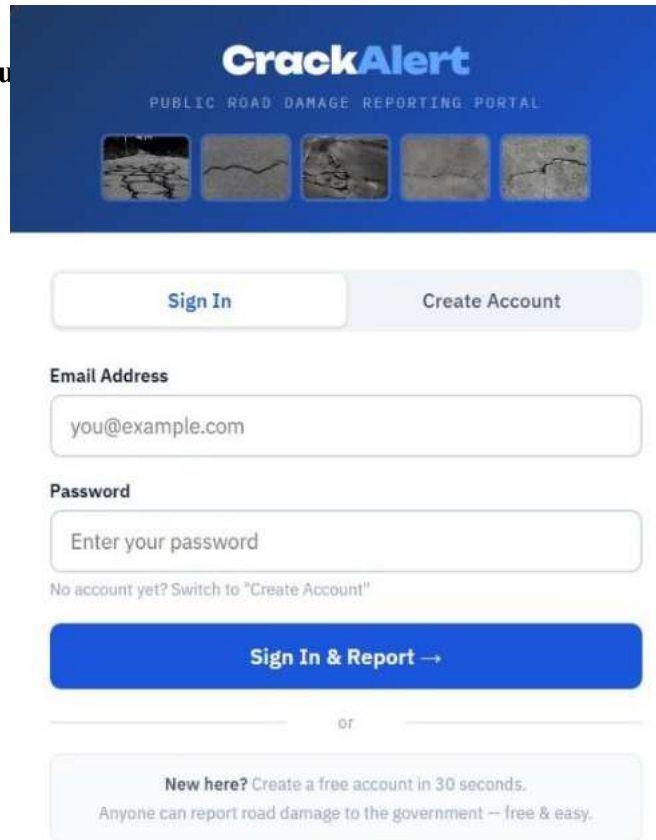 CrackAlert
PUBLIC ROAD DAMAGE REPORTING PORTAL
Sign In
Create Account
Email Address
you@example.com
Password
Enter your password
No account yet? Switch to "Create Account"
Sign In & Report →
or
New here? Create a free account in 30 seconds.
Anyone can report road damage to the government — free & easy.